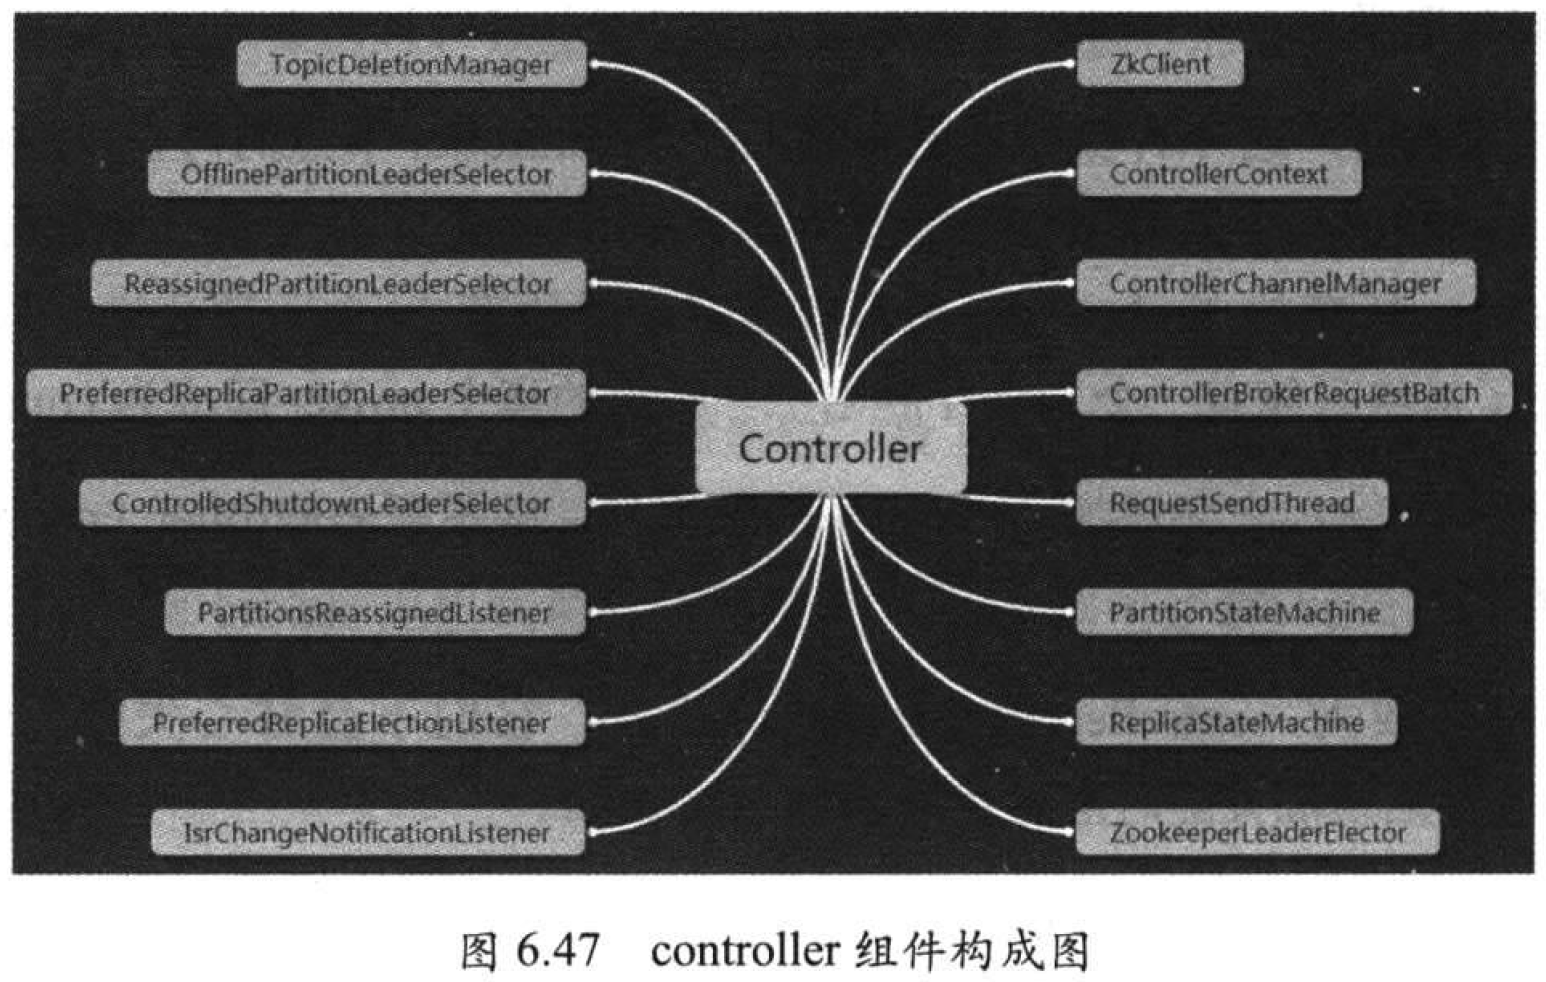 TopicDeletionManager
OfflinePartitionLeaderSelector
ReassignedPartitionLeaderSelector
PreferredReplicaPartitionLeaderSelector
ControlledShutdownLeaderSelector
PartitionsReassignedListener
PreferredReplicaElectionListener
IsrChangeNotificationListener
Controller
ZkClient
ControllerContext
ControllerChannelManager
ControllerBrokerRequestBatch
RequestSendThread
PartitionStateMachine
ReplicaStateMachine
ZookeeperLeaderElector
图 6.47 controller 组件构成图